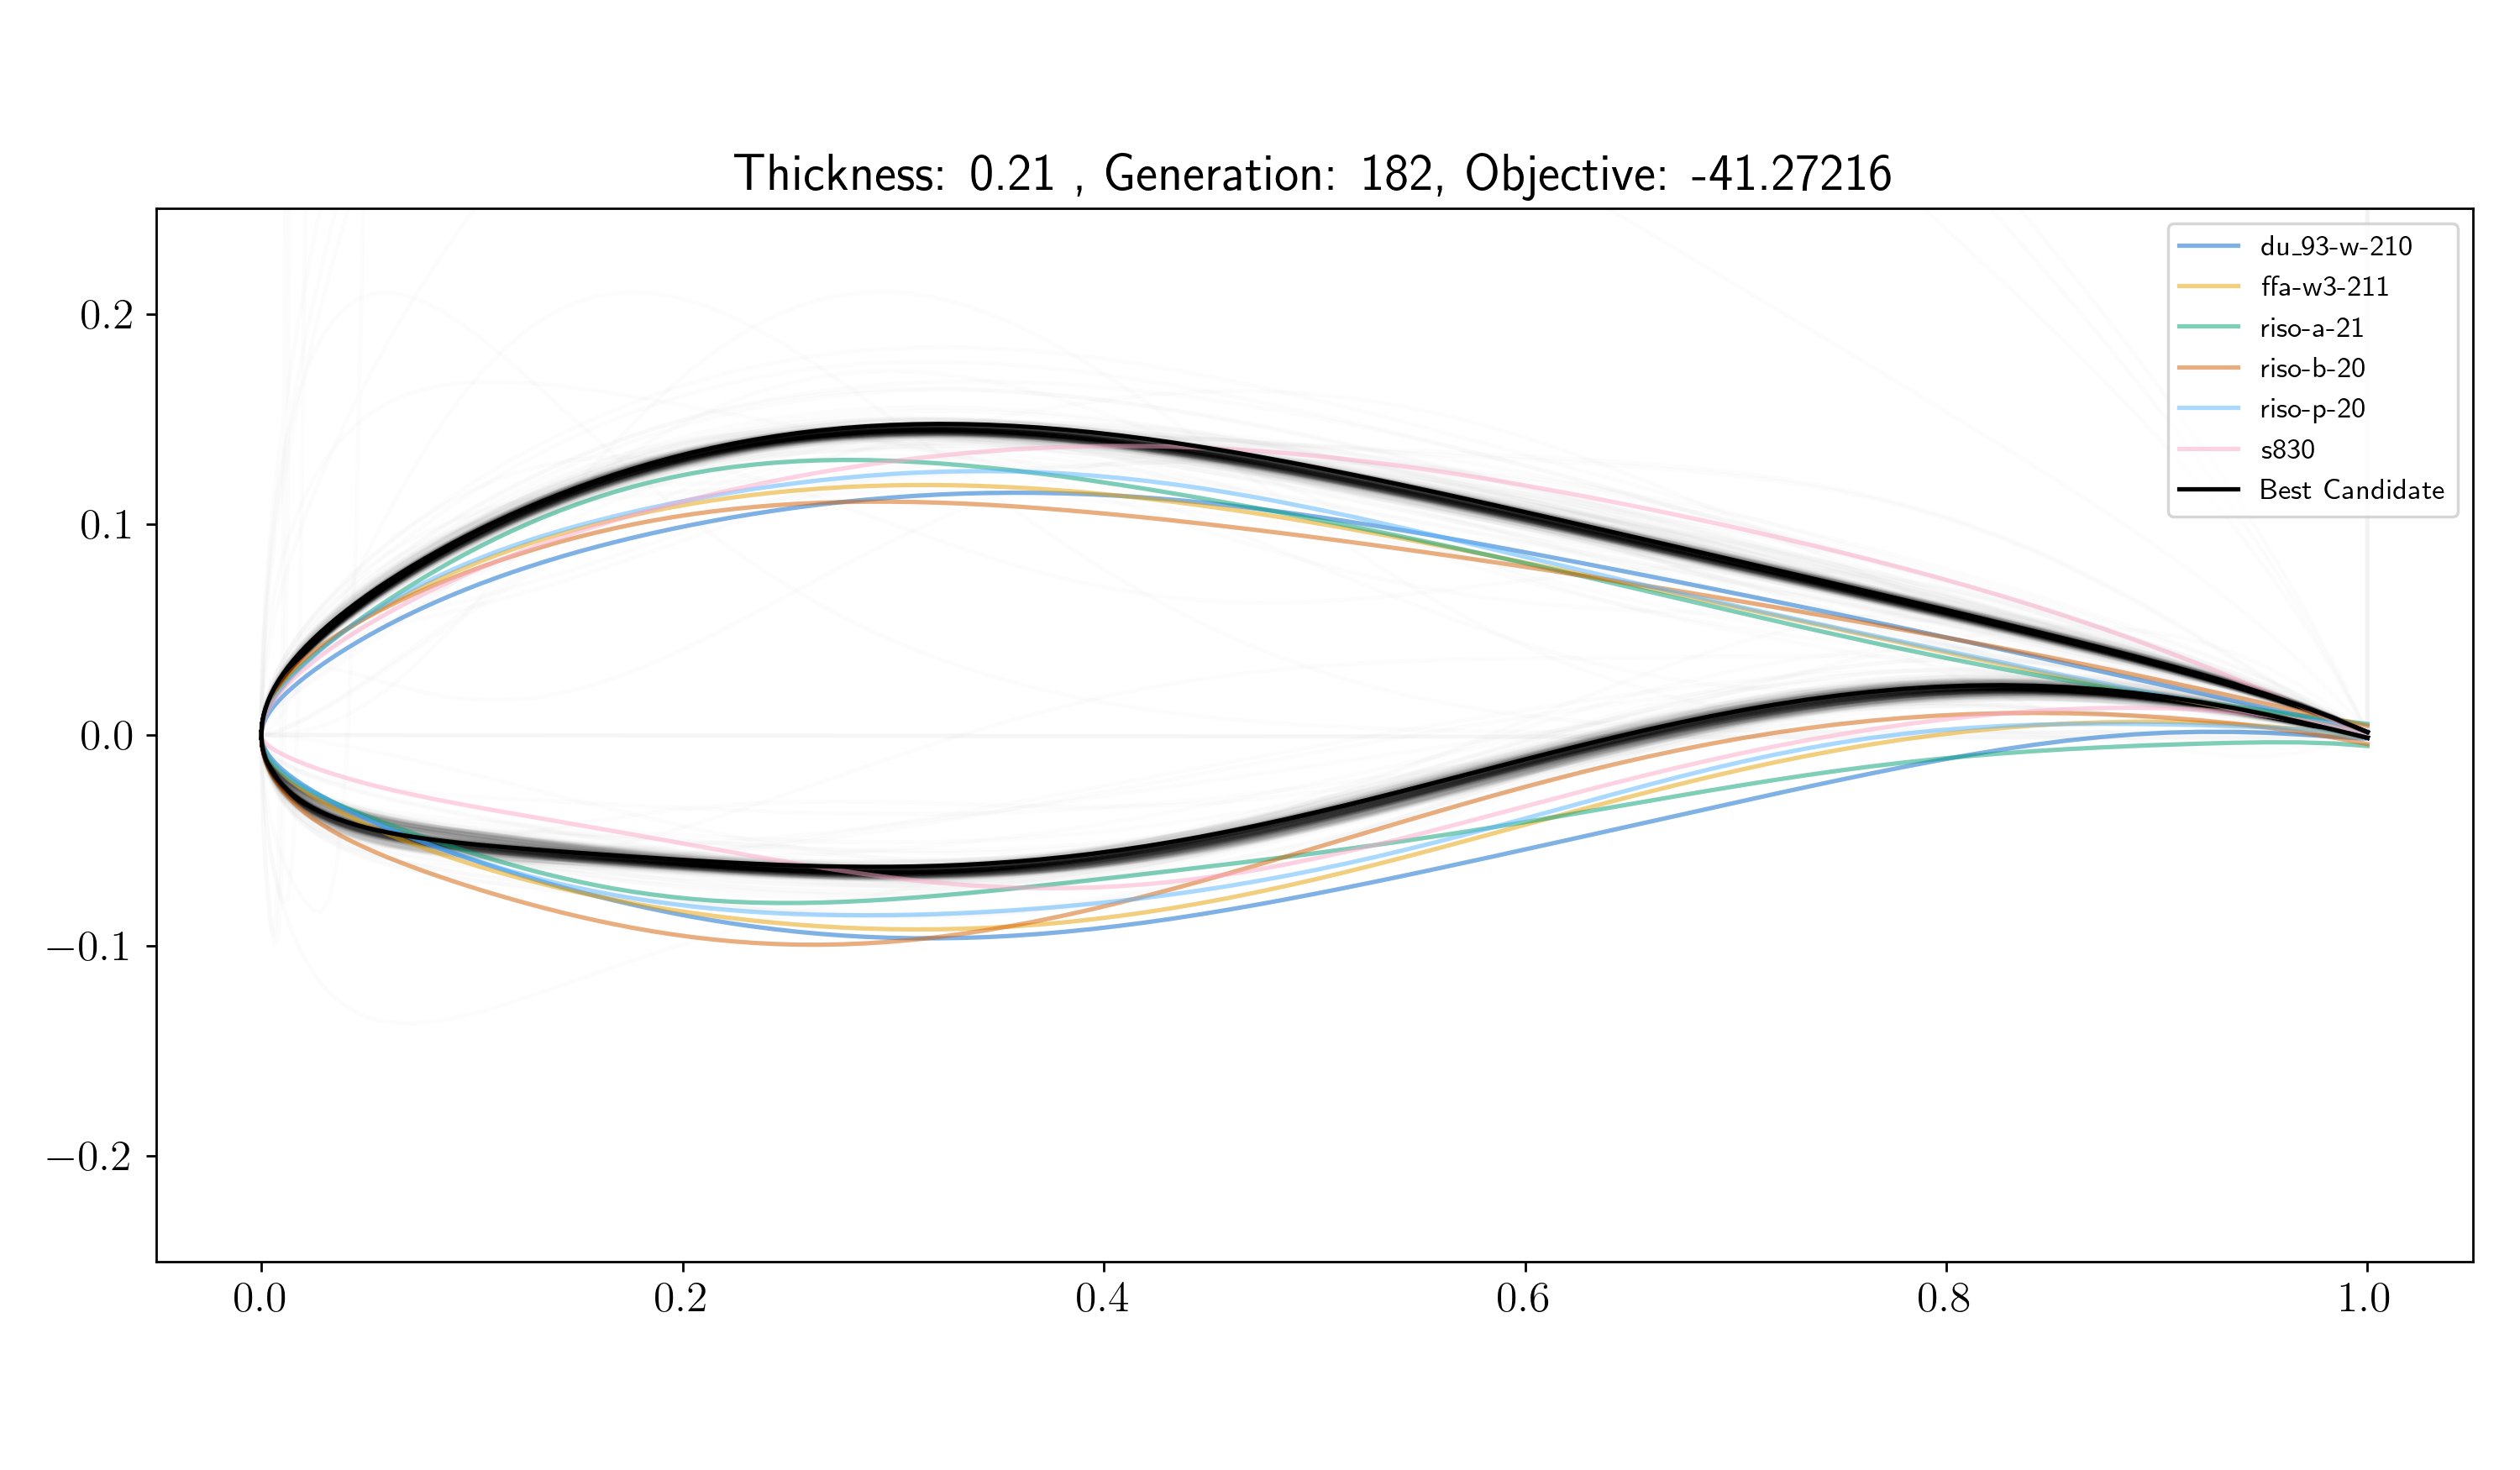 Thickness: 0.21 , Generation: 182, Objective: -41.27216
du_93-w-210
ffa-w3-211
riso-a-21
riso-b-20
riso-p-20
s830
Best Candidate
0.2
0.1
0.0
−0.1
−0.2
0.0 0.2 0.4 0.6 0.8 1.0